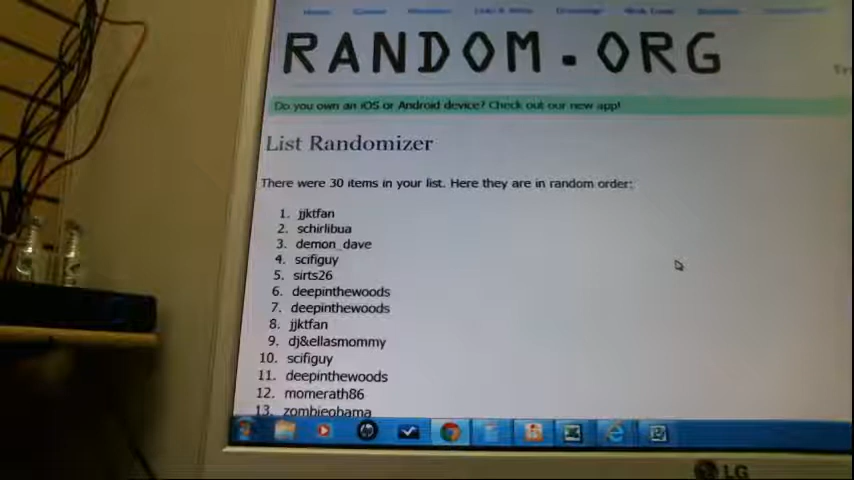 Home Games
RANDOM.ORG
Do you own an iOS or Android device? Check out our new app!
List Randomizer
There were 30 items in your list. Here they are in random order:
1. jjktfan
2. schirlibua
3. demon_dave
4. scifiguy
5. sirts26
6. deepinthewoods
7. deepinthewoods
8. jjktfan
9. dj&ellasmommy
10. scifiguy
11. deepinthewoods
12. momerath86
13. zombieobama
LG